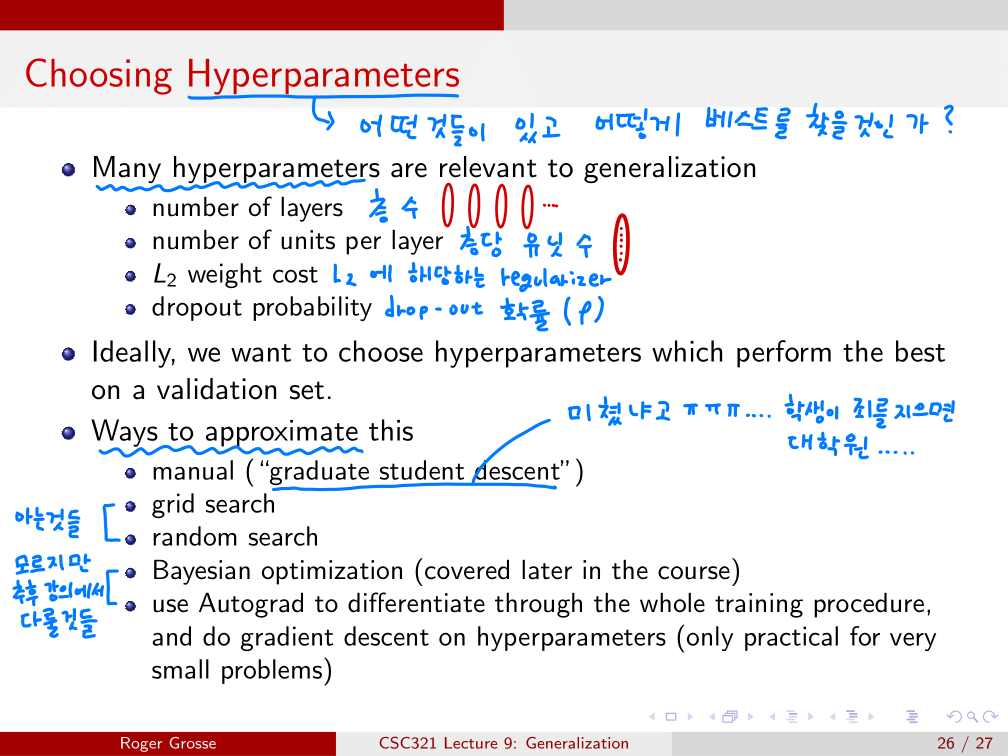 Choosing Hyperparameters
어떤것들이 있고 어떻게 베스트를 찾을것인가?
Many hyperparameters are relevant to generalization
number of layers 층 수 ...
number of units per layer 층당 유닛 수
L2 weight cost L2에 해당하는 regularizer
dropout probability drop-out 확률 (p)
Ideally, we want to choose hyperparameters which perform the best
on a validation set.
미쳤냐고 ㅠㅠㅠ.... 학생이 죄를 지으면
대학원 .....
Ways to approximate this
manual (“graduate student descent”)
grid search
random search
아는것들
Bayesian optimization (covered later in the course)
use Autograd to differentiate through the whole training procedure,
and do gradient descent on hyperparameters (only practical for very
small problems)
모르지만
추후 강의에서
다룰것들
Roger Grosse CSC321 Lecture 9: Generalization 26 / 27